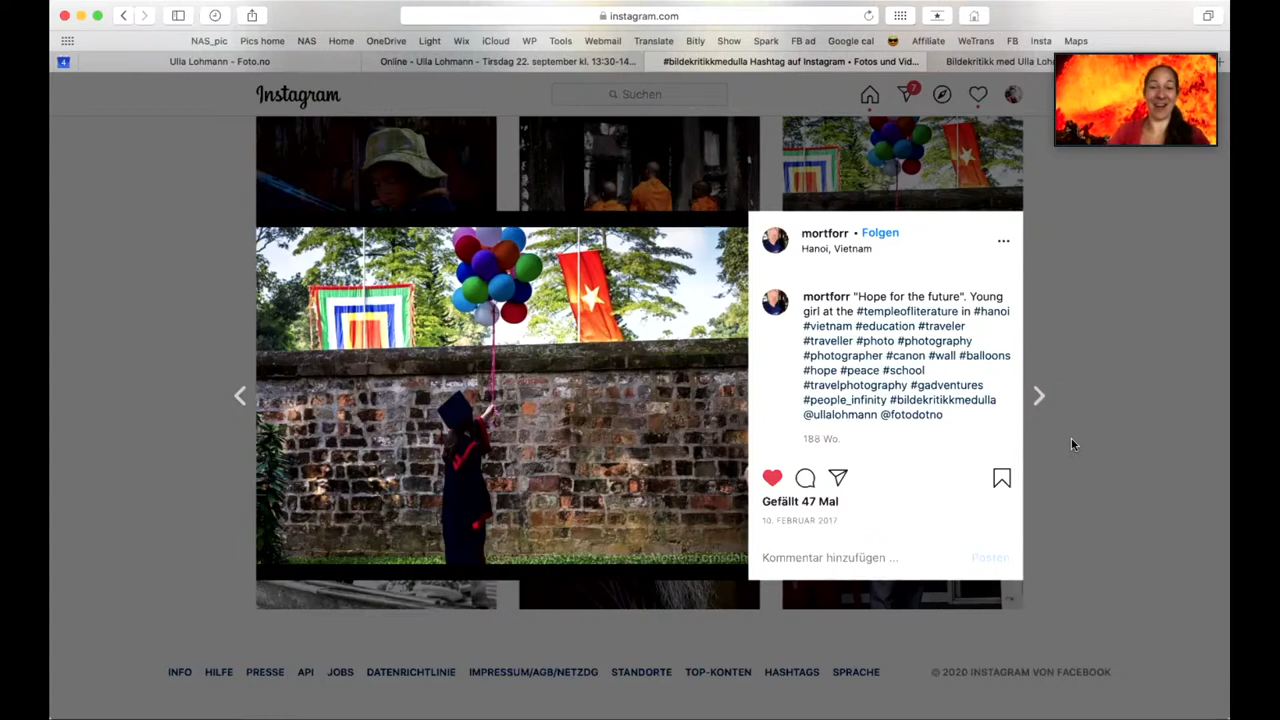 instagram.com
NAS_pic Pics home NAS Home OneDrive Light Wix iCloud WP Tools Webmail Translate Bitly Show Spark FB ad Google cal Affiliate WeTrans FB Insta Maps
4 Ulla Lohmann - Foto.no Online - Ulla Lohmann - Tirsdag 22. september kl. 13:30-14... #bildekritikkmedulla Hashtag auf Instagram • Fotos und Vid... Bildekritikk med Ulla Loh
Instagram Suchen 7
mortforr • Folgen
Hanoi, Vietnam
mortforr "Hope for the future". Young
girl at the #templeofliterature in #hanoi
#vietnam #education #traveler
#traveller #photo #photography
#photographer #canon #wall #balloons
#hope #peace #school
#travelphotography #gadventures
#people_infinity #bildekritikkmedulla
@ullalohmann @fotodotno
188 Wo.
Gefällt 47 Mal
10. FEBRUAR 2017
Kommentar hinzufügen ... Posten
INFO HILFE PRESSE API JOBS DATENRICHTLINIE IMPRESSUM/AGB/NETZDG STANDORTE TOP-KONTEN HASHTAGS SPRACHE © 2020 INSTAGRAM VON FACEBOOK